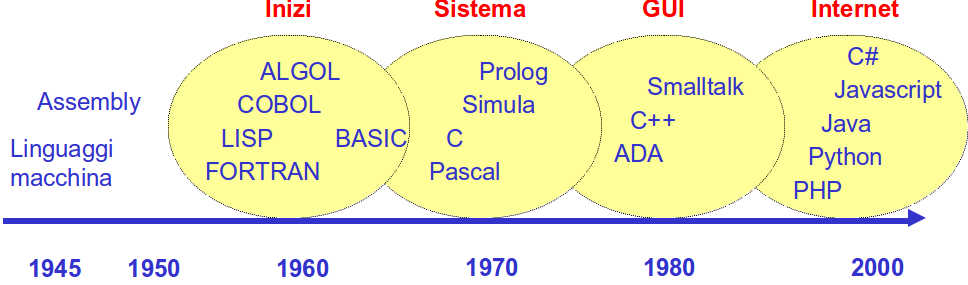 Inizi Sistema GUI Internet
Assembly
Linguaggi
macchina
ALGOL
COBOL
LISP BASIC
FORTRAN
Prolog
Simula
C
Pascal
Smalltalk
C++
ADA
C#
Javascript
Java
Python
PHP
1945 1950 1960 1970 1980 2000